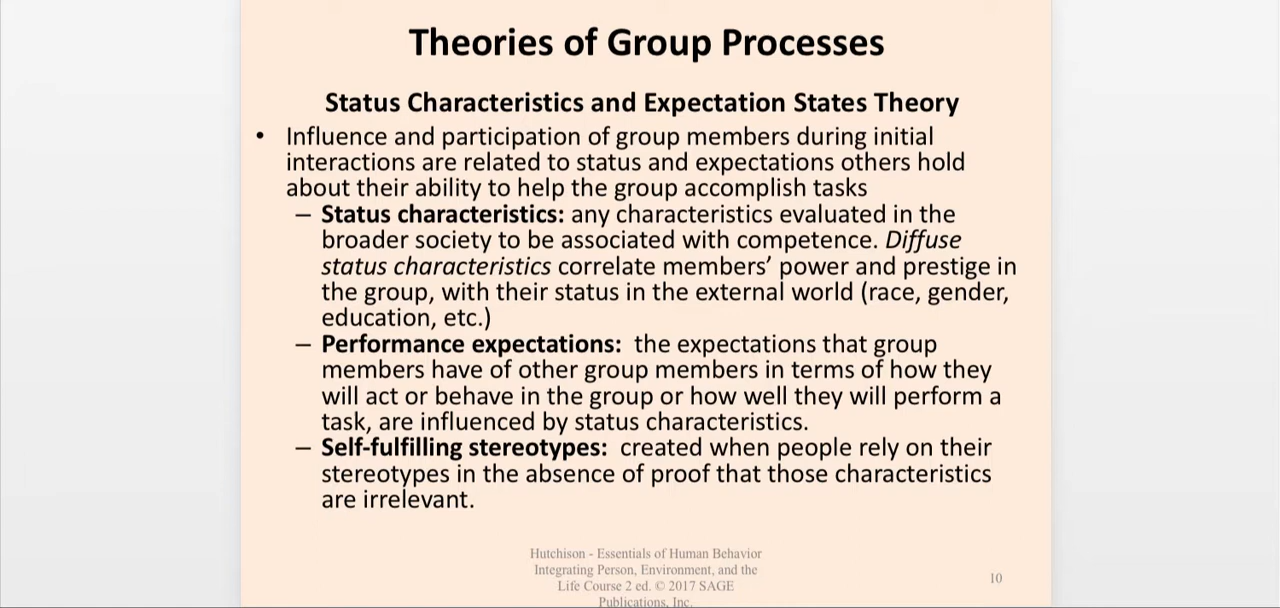 Theories of Group Processes
Status Characteristics and Expectation States Theory
• Influence and participation of group members during initial
interactions are related to status and expectations others hold
about their ability to help the group accomplish tasks
– Status characteristics: any characteristics evaluated in the
broader society to be associated with competence. Diffuse
status characteristics correlate members’ power and prestige in
the group, with their status in the external world (race, gender,
education, etc.)
– Performance expectations:  the expectations that group
members have of other group members in terms of how they
will act or behave in the group or how well they will perform a
task, are influenced by status characteristics.
– Self-fulfilling stereotypes:  created when people rely on their
stereotypes in the absence of proof that those characteristics
are irrelevant.
Hutchison - Essentials of Human Behavior
Integrating Person, Environment, and the
Life Course 2 ed. © 2017 SAGE
Publications, Inc.
10